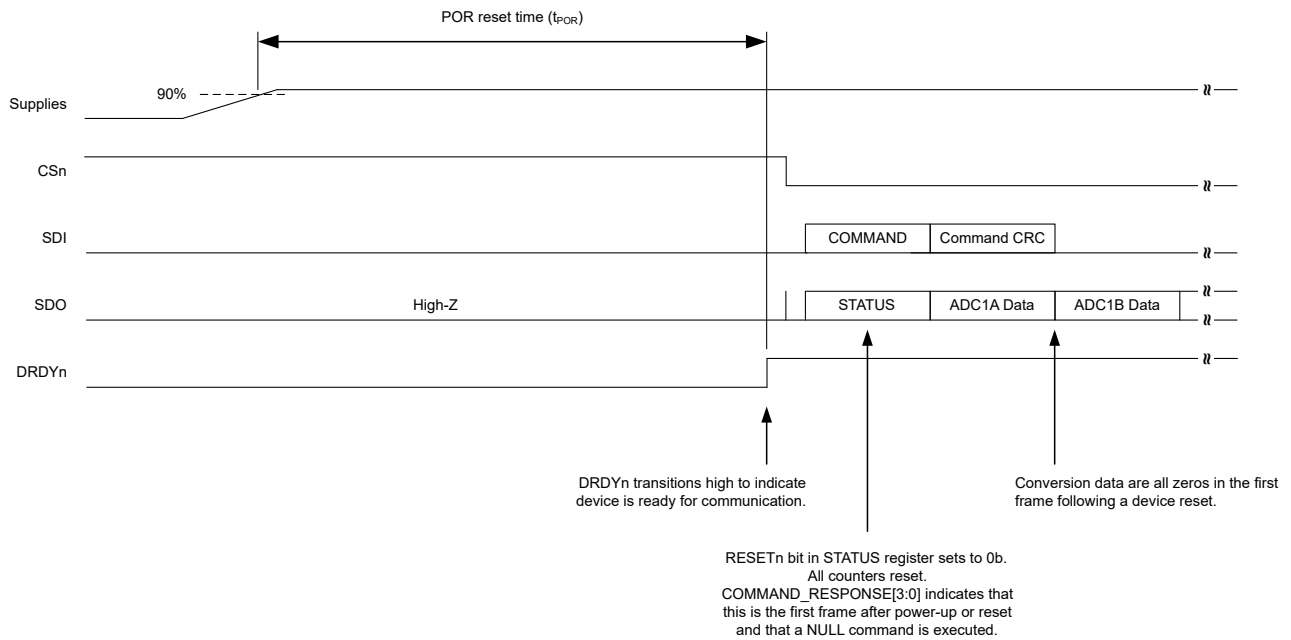 POR reset time (tPOR)
90%
Supplies
CSn
SDI
COMMAND
Command CRC
SDO
High-Z
STATUS
ADC1A Data
ADC1B Data
DRDYn
DRDYn transitions high to indicate
device is ready for communication.
Conversion data are all zeros in the first
frame following a device reset.
RESETn bit in STATUS register sets to 0b.
All counters reset.
COMMAND_RESPONSE[3:0] indicates that
this is the first frame after power-up or reset
and that a NULL command is executed.